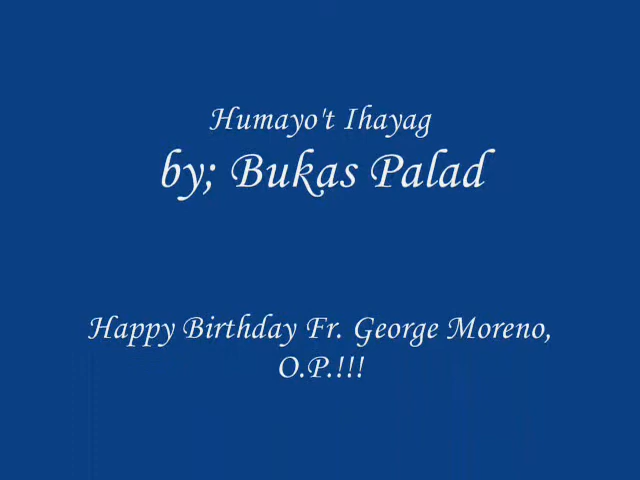 Humayo't Ihayag
by; Bukas Palad
Happy Birthday Fr. George Moreno,
O.P.!!!